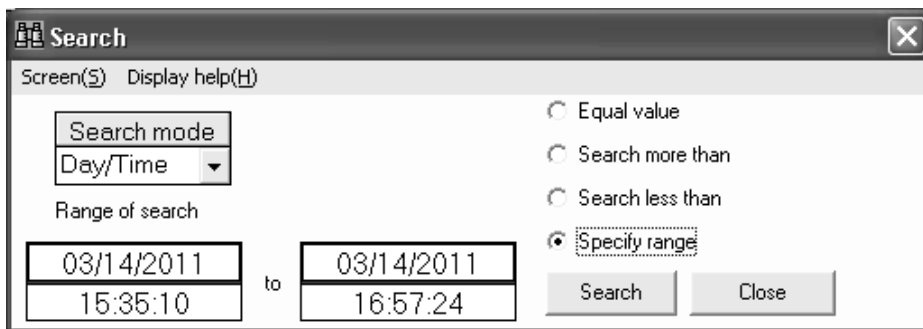 Search
Screen(S) Display help(H)
Search mode
Day/Time
Range of search
03/14/2011
15:35:10
to
03/14/2011
16:57:24
Equal value
Search more than
Search less than
Specify range
Search Close